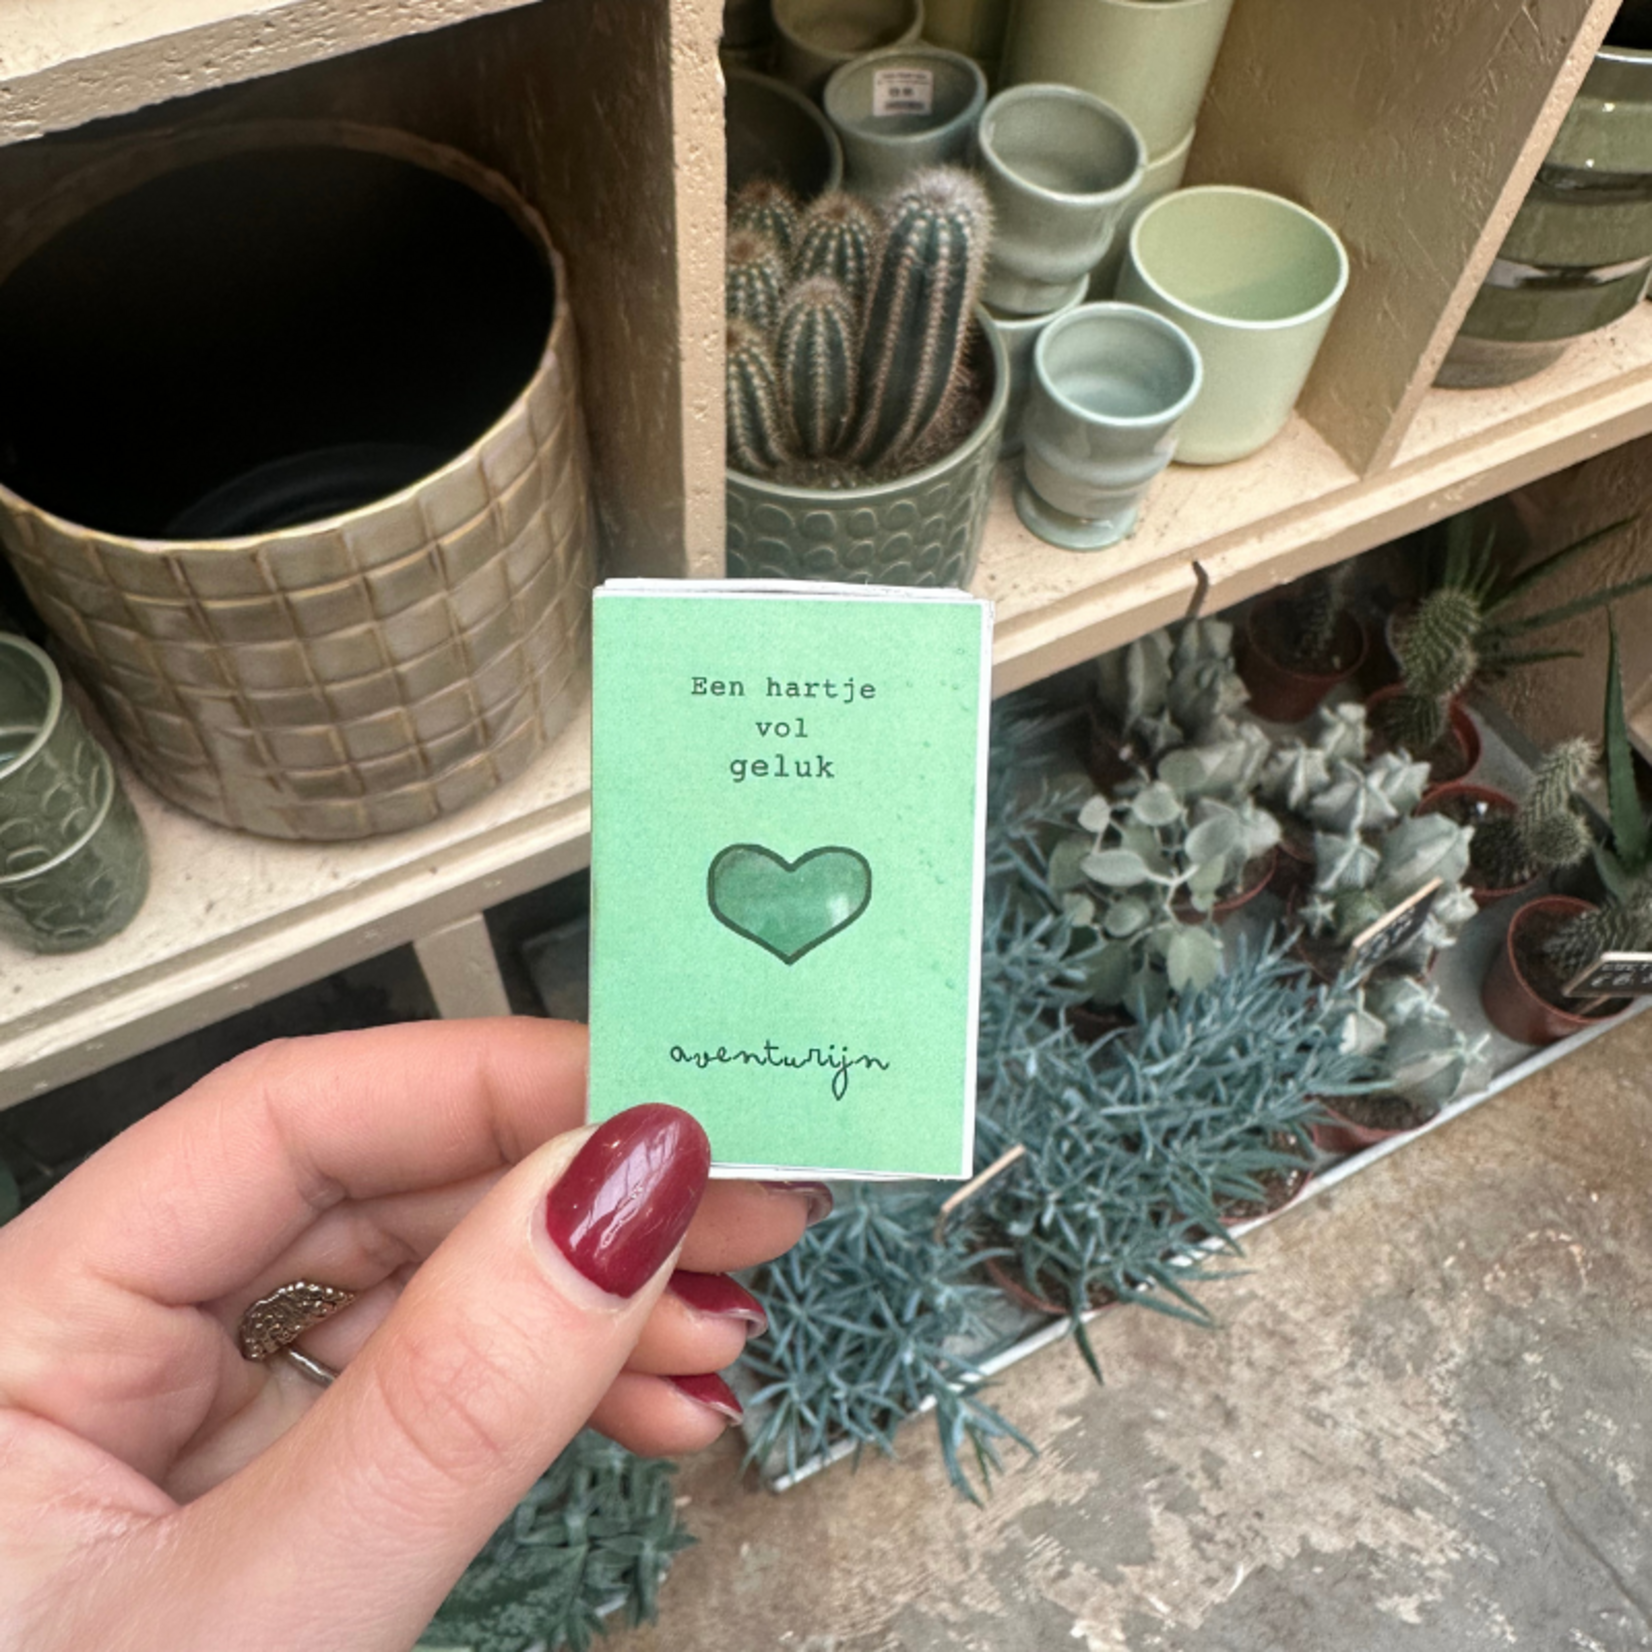 Een hartje
vol
geluk
aventurijn